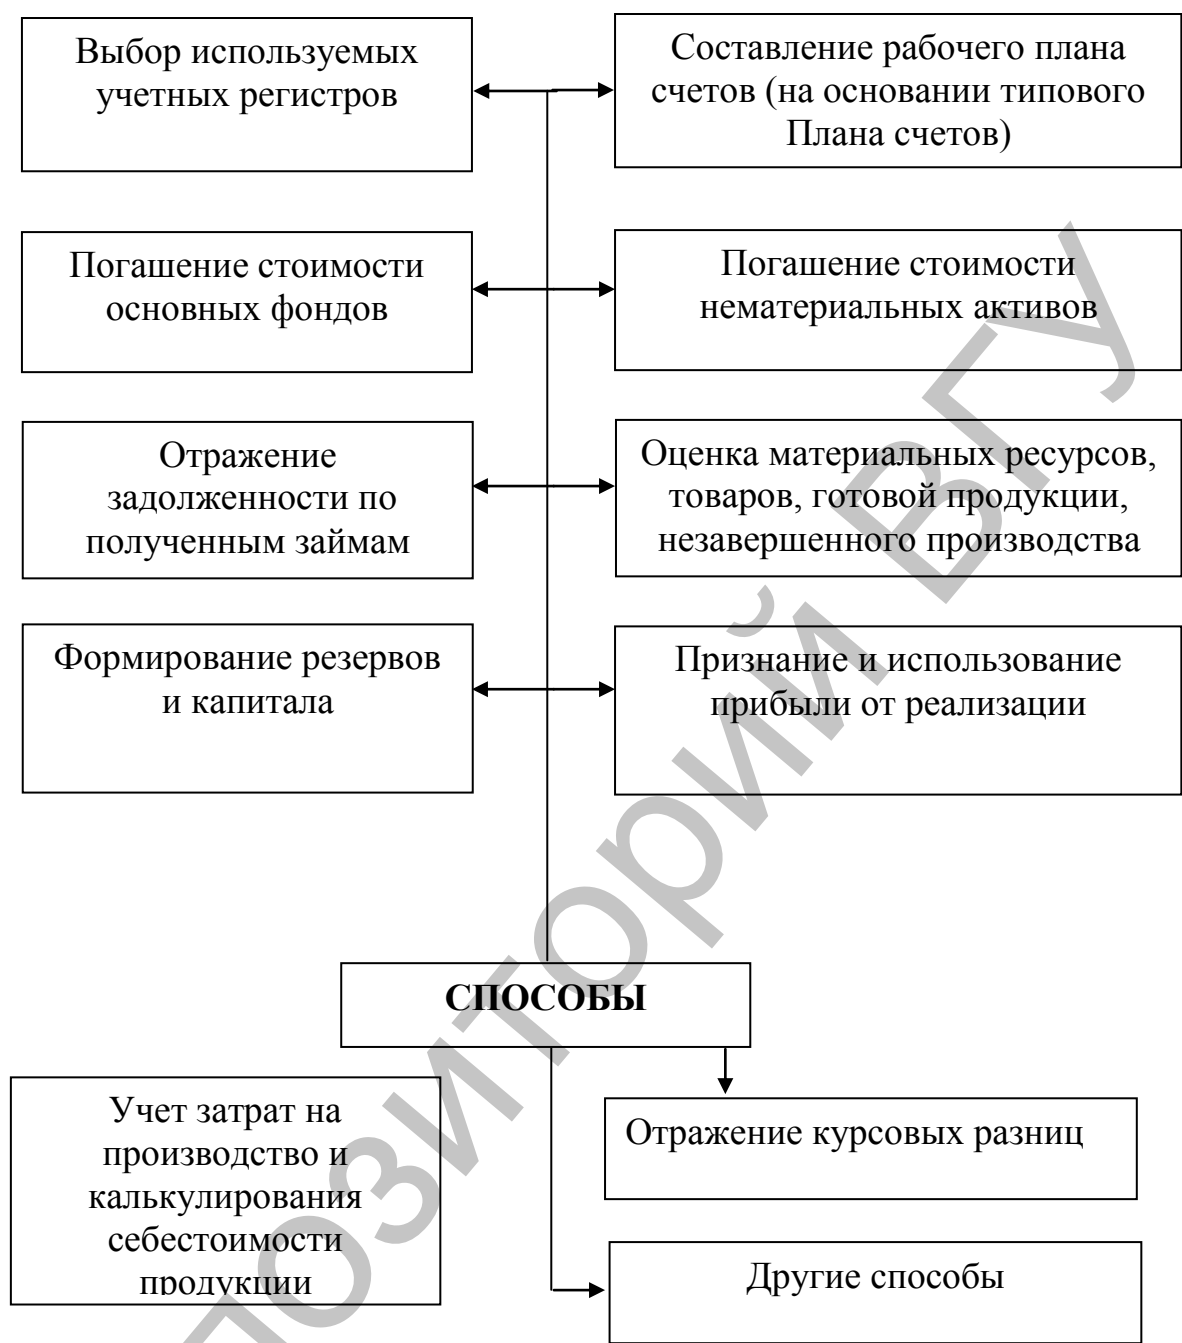 Выбор используемых
учетных регистров
Составление рабочего плана
счетов (на основании типового
Плана счетов)
Погашение стоимости
основных фондов
Погашение стоимости
нематериальных активов
Отражение
задолженности по
полученным займам
Оценка материальных ресурсов,
товаров, готовой продукции,
незавершенного производства
Формирование резервов
и капитала
Признание и использование
прибыли от реализации
СПОСОБЫ
Учет затрат на
производство и
калькулирования
себестоимости
продукции
Отражение курсовых разниц
Другие способы
позиторий ВГУ